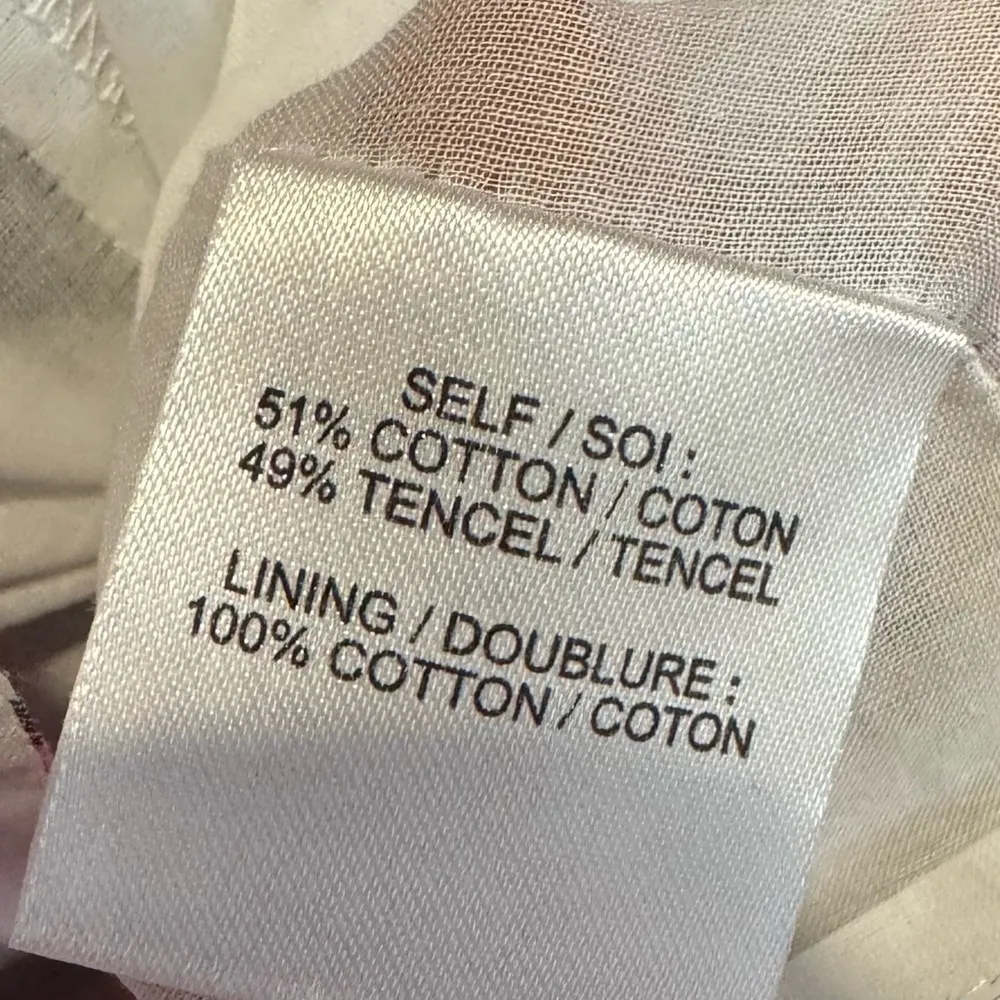 SELF / SOI :
51% COTTON / COTON
49% TENCEL / TENCEL
LINING / DOUBLURE :
100% COTTON / COTON